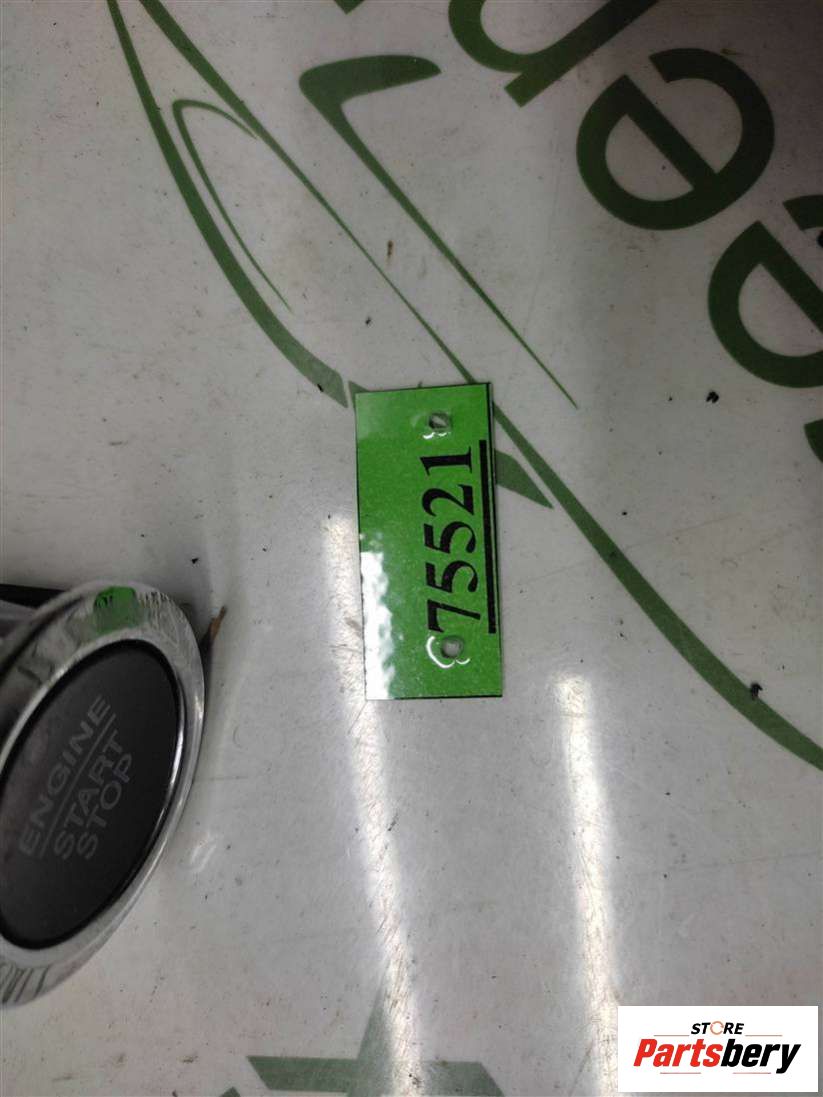 75521
ENGINE
START
STOP
STORE
Partsbery